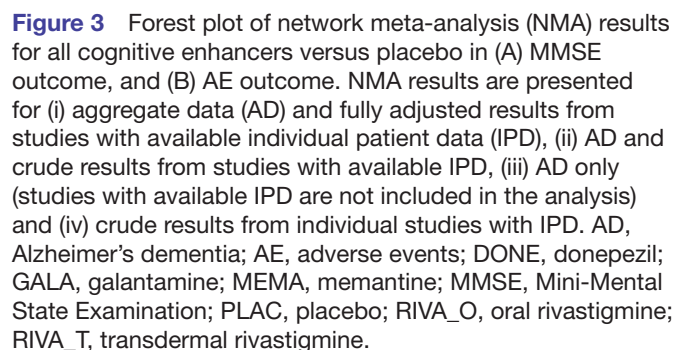 Figure 3 Forest plot of network meta-analysis (NMA) results
for all cognitive enhancers versus placebo in (A) MMSE
outcome, and (B) AE outcome. NMA results are presented
for (i) aggregate data (AD) and fully adjusted results from
studies with available individual patient data (IPD), (ii) AD and
crude results from studies with available IPD, (iii) AD only
(studies with available IPD are not included in the analysis)
and (iv) crude results from individual studies with IPD. AD,
Alzheimer’s dementia; AE, adverse events; DONE, donepezil;
GALA, galantamine; MEMA, memantine; MMSE, Mini-Mental
State Examination; PLAC, placebo; RIVA_O, oral rivastigmine;
RIVA_T, transdermal rivastigmine.